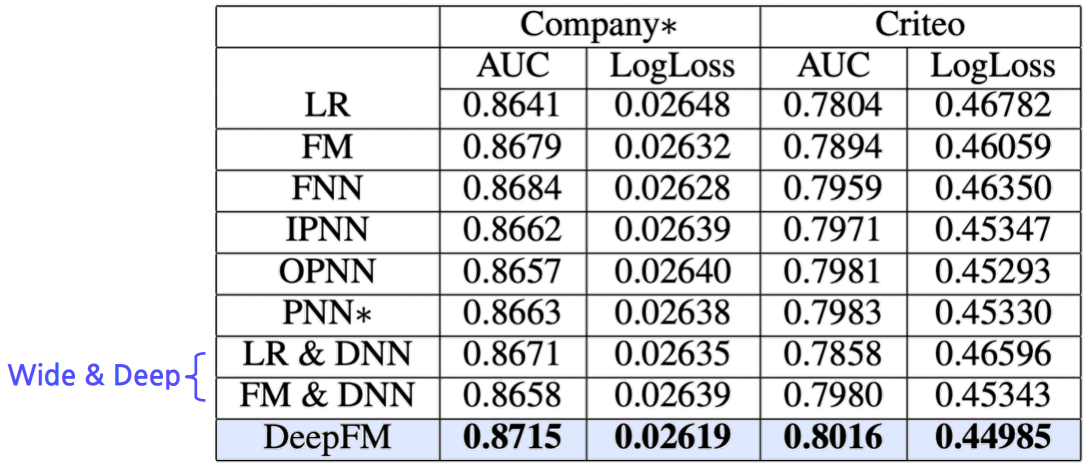 Company* Criteo
AUC LogLoss AUC LogLoss
LR 0.8641 0.02648 0.7804 0.46782
FM 0.8679 0.02632 0.7894 0.46059
FNN 0.8684 0.02628 0.7959 0.46350
IPNN 0.8662 0.02639 0.7971 0.45347
OPNN 0.8657 0.02640 0.7981 0.45293
PNN* 0.8663 0.02638 0.7983 0.45330
LR & DNN 0.8671 0.02635 0.7858 0.46596
Wide & Deep
FM & DNN 0.8658 0.02639 0.7980 0.45343
DeepFM 0.8715 0.02619 0.8016 0.44985